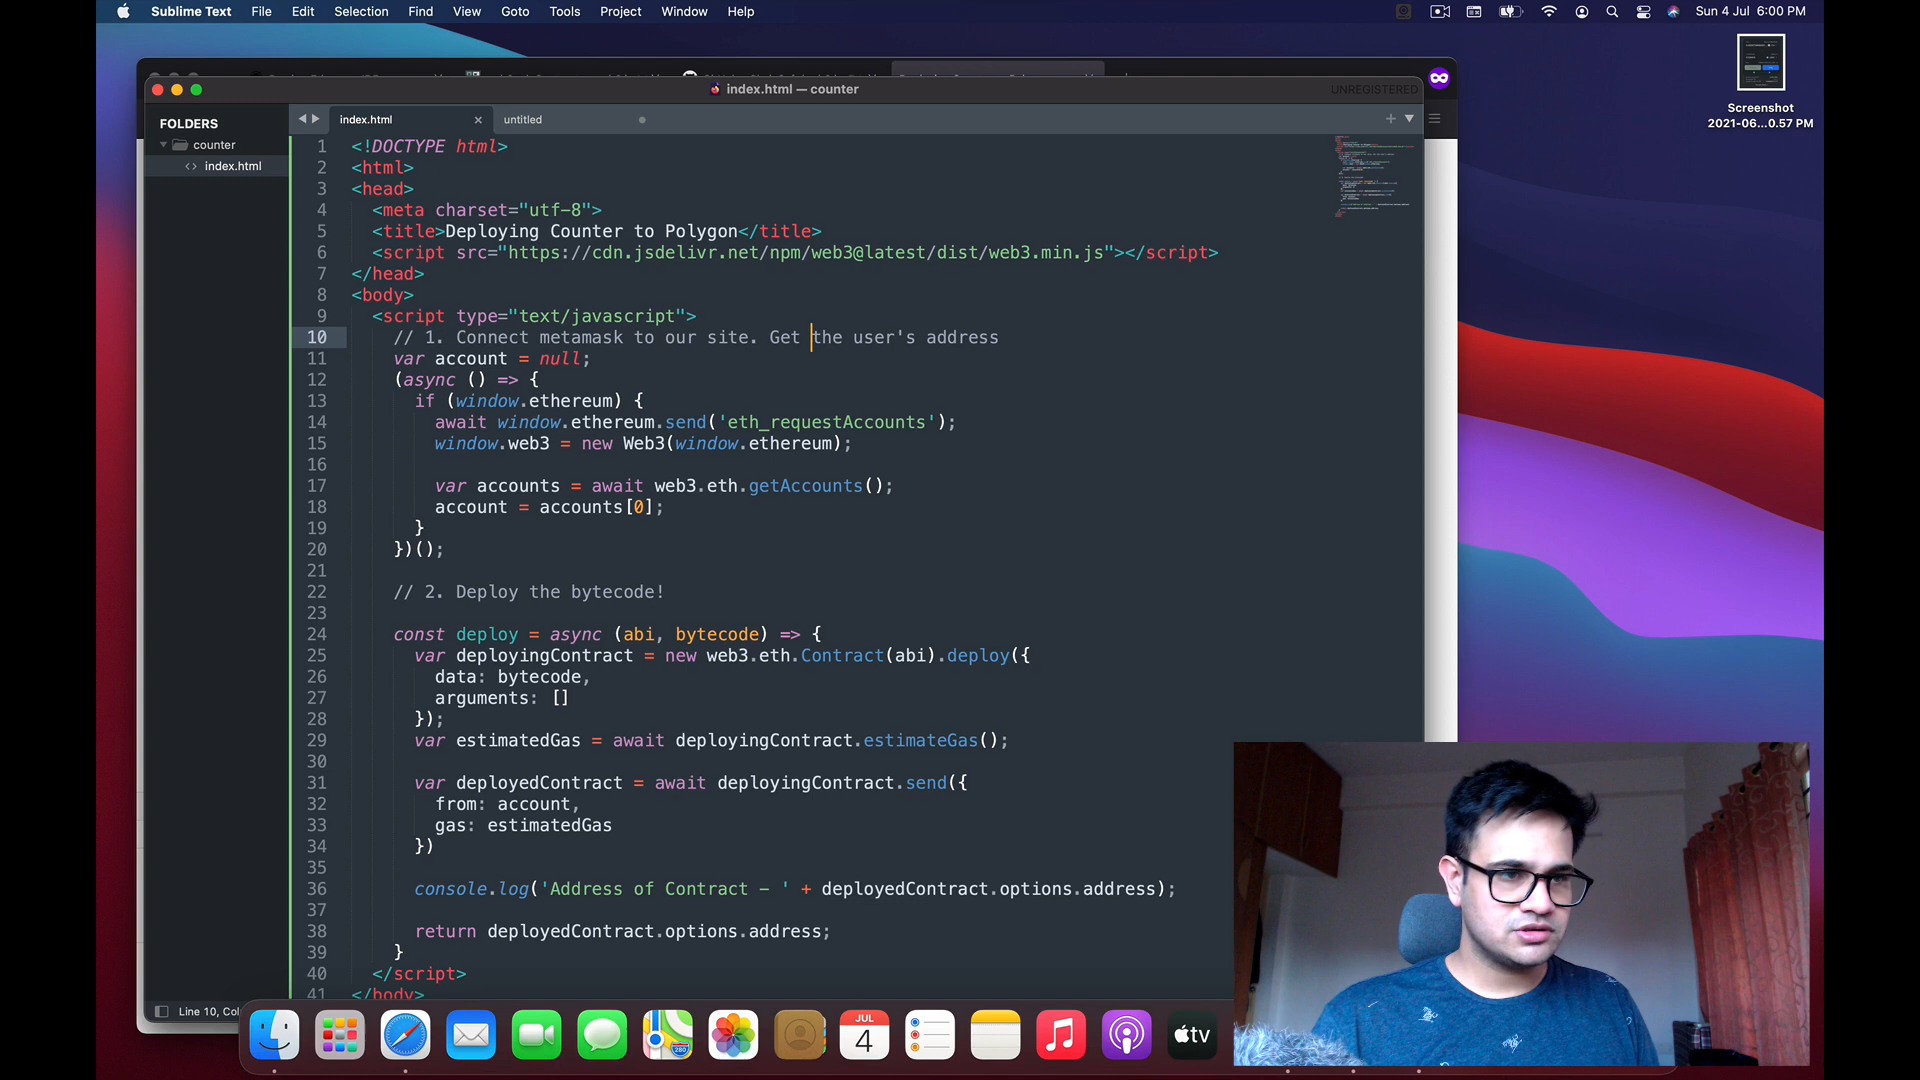 Sublime Text File Edit Selection Find View Goto Tools Project Window Help
Sun 4 Jul 6:00 PM
index.html — counter
UNREGISTERED
Screenshot
2021-06...0.57 PM
FOLDERS
counter
index.html
index.html
untitled
1 <!DOCTYPE html>
2 <html>
3 <head>
4 <meta charset="utf-8">
5 <title>Deploying Counter to Polygon</title>
6 <script src="https://cdn.jsdelivr.net/npm/web3@latest/dist/web3.min.js"></script>
7 </head>
8 <body>
9 <script type="text/javascript">
10 // 1. Connect metamask to our site. Get the user's address
11 var account = null;
12 (async () => {
13 if (window.ethereum) {
14 await window.ethereum.send('eth_requestAccounts');
15 window.web3 = new Web3(window.ethereum);
16
17 var accounts = await web3.eth.getAccounts();
18 account = accounts[0];
19 }
20 })();
21
22 // 2. Deploy the bytecode!
23
24 const deploy = async (abi, bytecode) => {
25 var deployingContract = new web3.eth.Contract(abi).deploy({
26 data: bytecode,
27 arguments: []
28 });
29 var estimatedGas = await deployingContract.estimateGas();
30
31 var deployedContract = await deployingContract.send({
32 from: account,
33 gas: estimatedGas
34 })
35
36 console.log('Address of Contract - ' + deployedContract.options.address);
37
38 return deployedContract.options.address;
39 }
40 </script>
41 </body>
Line 10, Co
JUL
4
280
tv